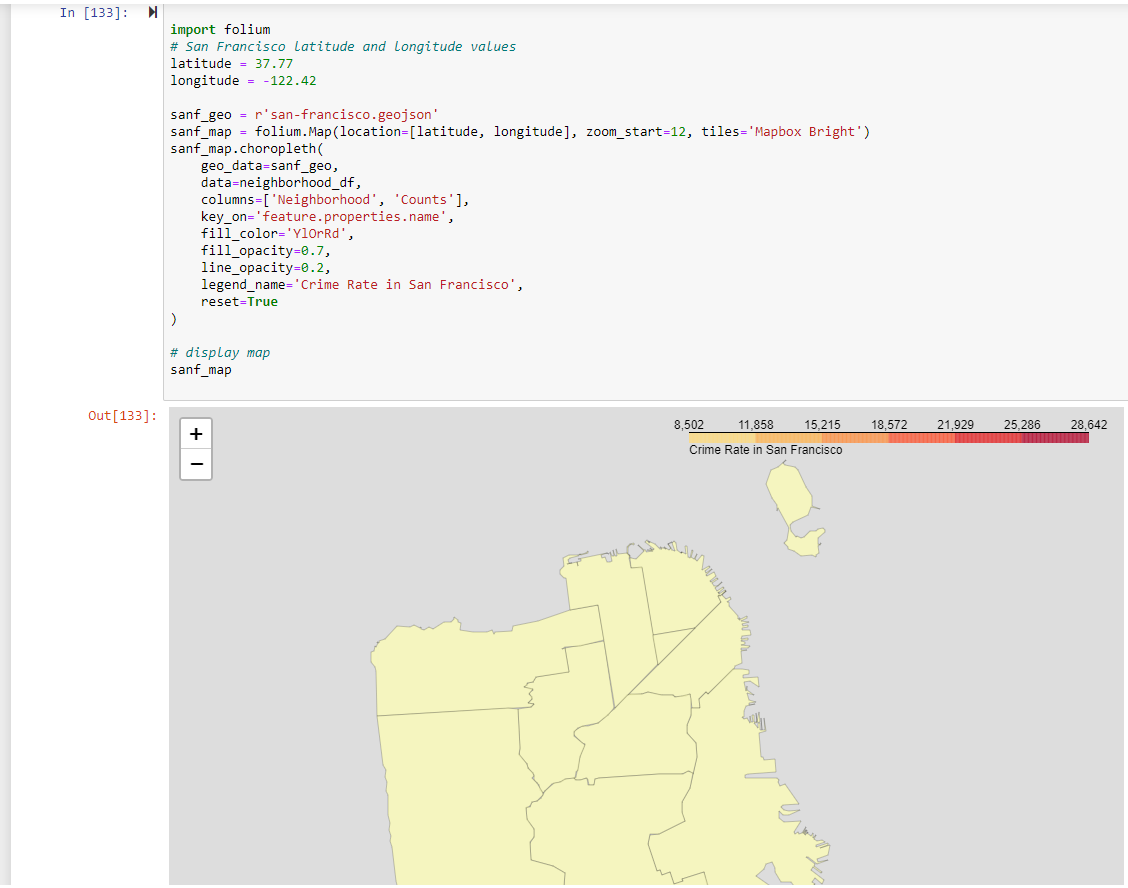 In [133]:
import folium
# San Francisco latitude and longitude values
latitude = 37.77
longitude = -122.42
sanf_geo = r'san-francisco.geojson'
sanf_map = folium.Map(location=[latitude, longitude], zoom_start=12, tiles='Mapbox Bright')
sanf_map.choropleth(
    geo_data=sanf_geo,
    data=neighborhood_df,
    columns=['Neighborhood', 'Counts'],
    key_on='feature.properties.name',
    fill_color='YlOrRd',
    fill_opacity=0.7,
    line_opacity=0.2,
    legend_name='Crime Rate in San Francisco',
    reset=True
)
# display map
sanf_map
Out[133]:
+
−
8,502 11,858 15,215 18,572 21,929 25,286 28,642
Crime Rate in San Francisco